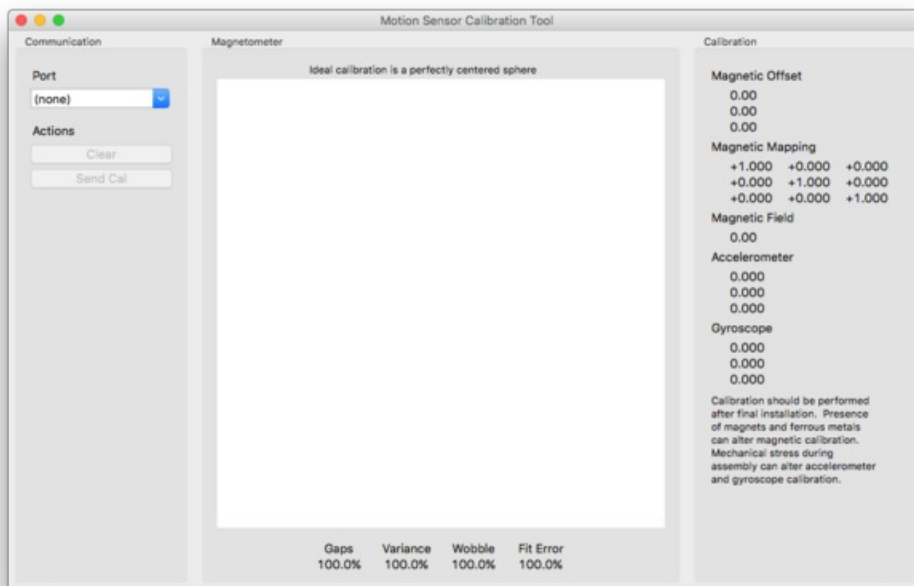 Motion Sensor Calibration Tool
Communication
Port
(none)
Actions
Clear
Send Cal
Magnetometer
Ideal calibration is a perfectly centered sphere
Gaps Variance Wobble Fit Error
100.0% 100.0% 100.0% 100.0%
Calibration
Magnetic Offset
0.00
0.00
0.00
Magnetic Mapping
+1.000 +0.000 +0.000
+0.000 +1.000 +0.000
+0.000 +0.000 +1.000
Magnetic Field
0.00
Accelerometer
0.000
0.000
0.000
Gyroscope
0.000
0.000
0.000
Calibration should be performed
after final installation. Presence
of magnets and ferrous metals
can alter magnetic calibration.
Mechanical stress during
assembly can alter accelerometer
and gyroscope calibration.